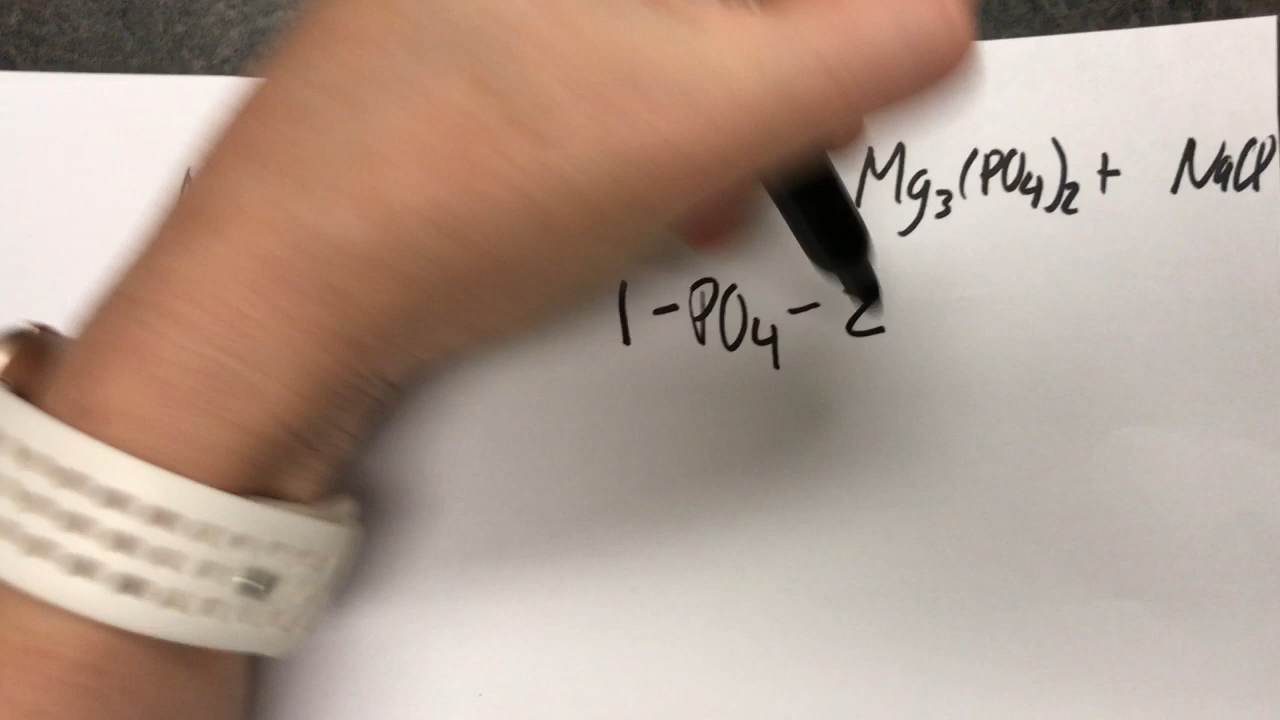 Mg₃(PO₄)₂ + NaCl
1 - PO₄ - 2